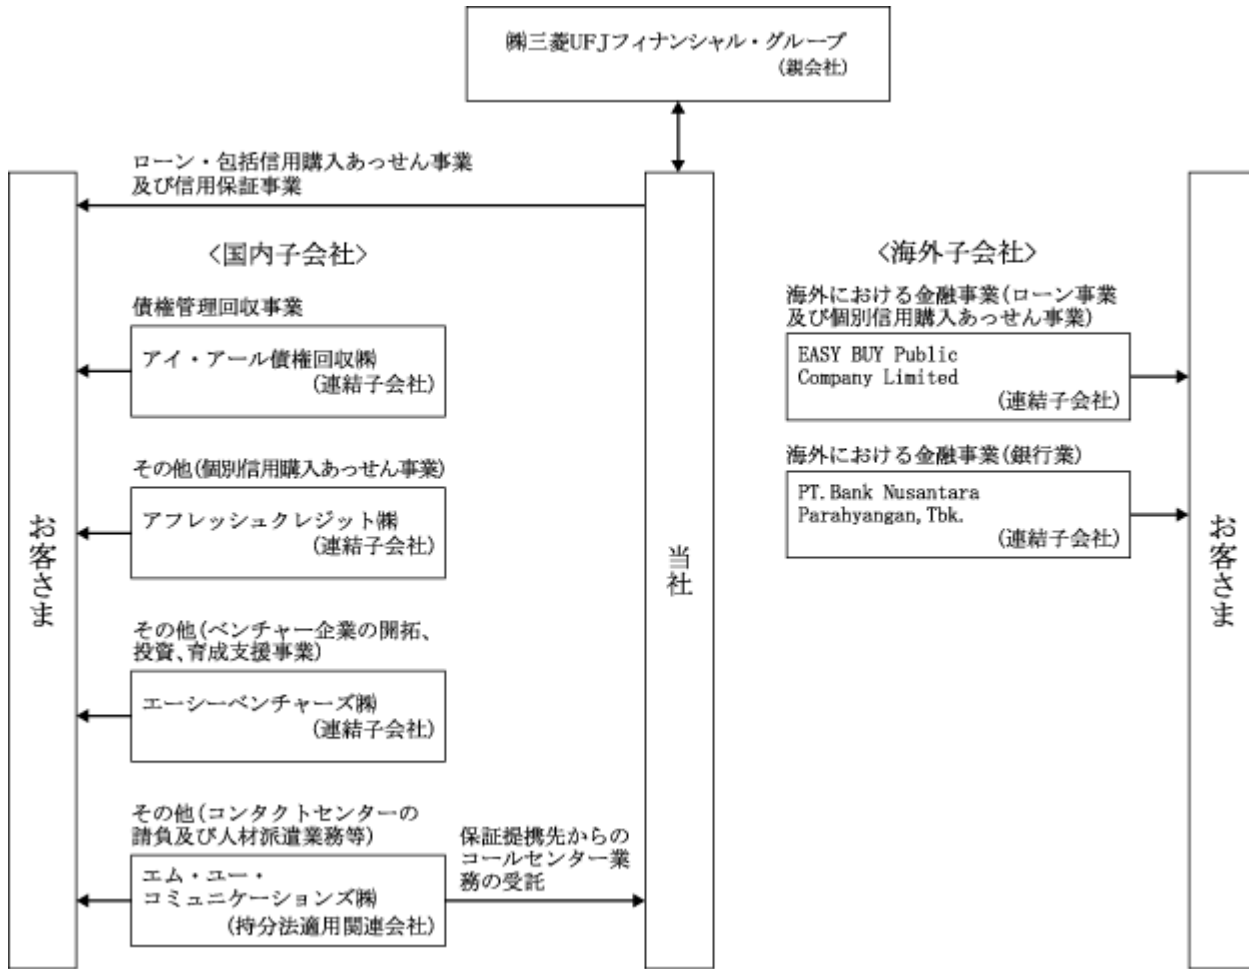 ㈱三菱UFJフィナンシャル・グループ
(親会社)
ローン・包括信用購入あっせん事業
及び信用保証事業
<国内子会社>
債権管理回収事業
アイ・アール債権回収㈱
(連結子会社)
その他(個別信用購入あっせん事業)
アフレッシュクレジット㈱
(連結子会社)
その他(ベンチャー企業の開拓、
投資、育成支援事業)
エーシーベンチャーズ㈱
(連結子会社)
その他(コンタクトセンターの
請負及び人材派遣業務等)
エム・ユー・
コミュニケーションズ㈱
(持分法適用関連会社)
保証提携先からの
コールセンター業
務の受託
お客さま
当社
<海外子会社>
海外における金融事業(ローン事業
及び個別信用購入あっせん事業)
EASY BUY Public
Company Limited
(連結子会社)
海外における金融事業(銀行業)
PT.Bank Nusantara
Parahyangan,Tbk.
(連結子会社)
お客さま